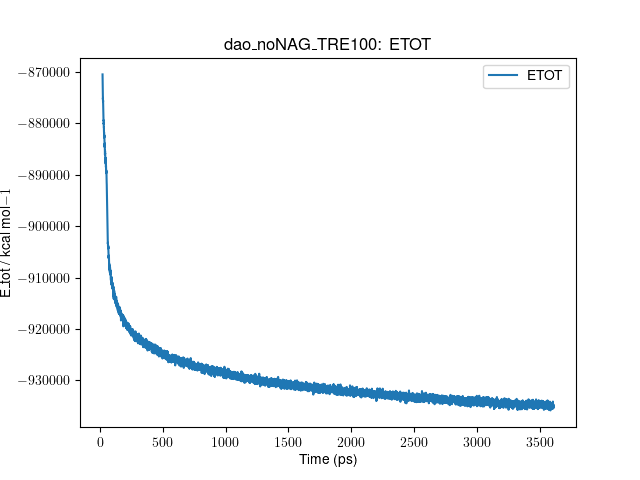 dao_noNAG_TRE100: ETOT
ETOT
−870000
−880000
−890000
−900000
−910000
−920000
−930000
E_tot / kcal mol−1
0 500 1000 1500 2000 2500 3000 3500
Time (ps)